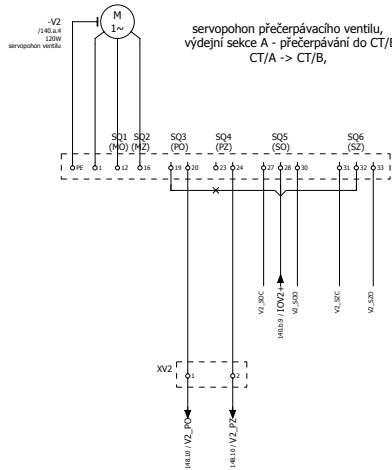 servopohon přečerpávacího ventilu,
výdejní sekce A - přečerpávání do CT/B
CT/A -> CT/B,
-V2
/140.a:4
120W
servopohon ventilu
M
1~
SQ1
(MO)
SQ2
(MZ)
SQ3
(PO)
SQ4
(PZ)
SQ5
(SO)
SQ6
(SZ)
PE 1 12 16 19 20 23 24 27 28 30 31 32 33
V2_SOC
140.b.9 / IOV2+
V2_SOO
V2_SZC
V2_SZO
XV2
1 2
148.10 / V2_PO
148.10 / V2_PZ